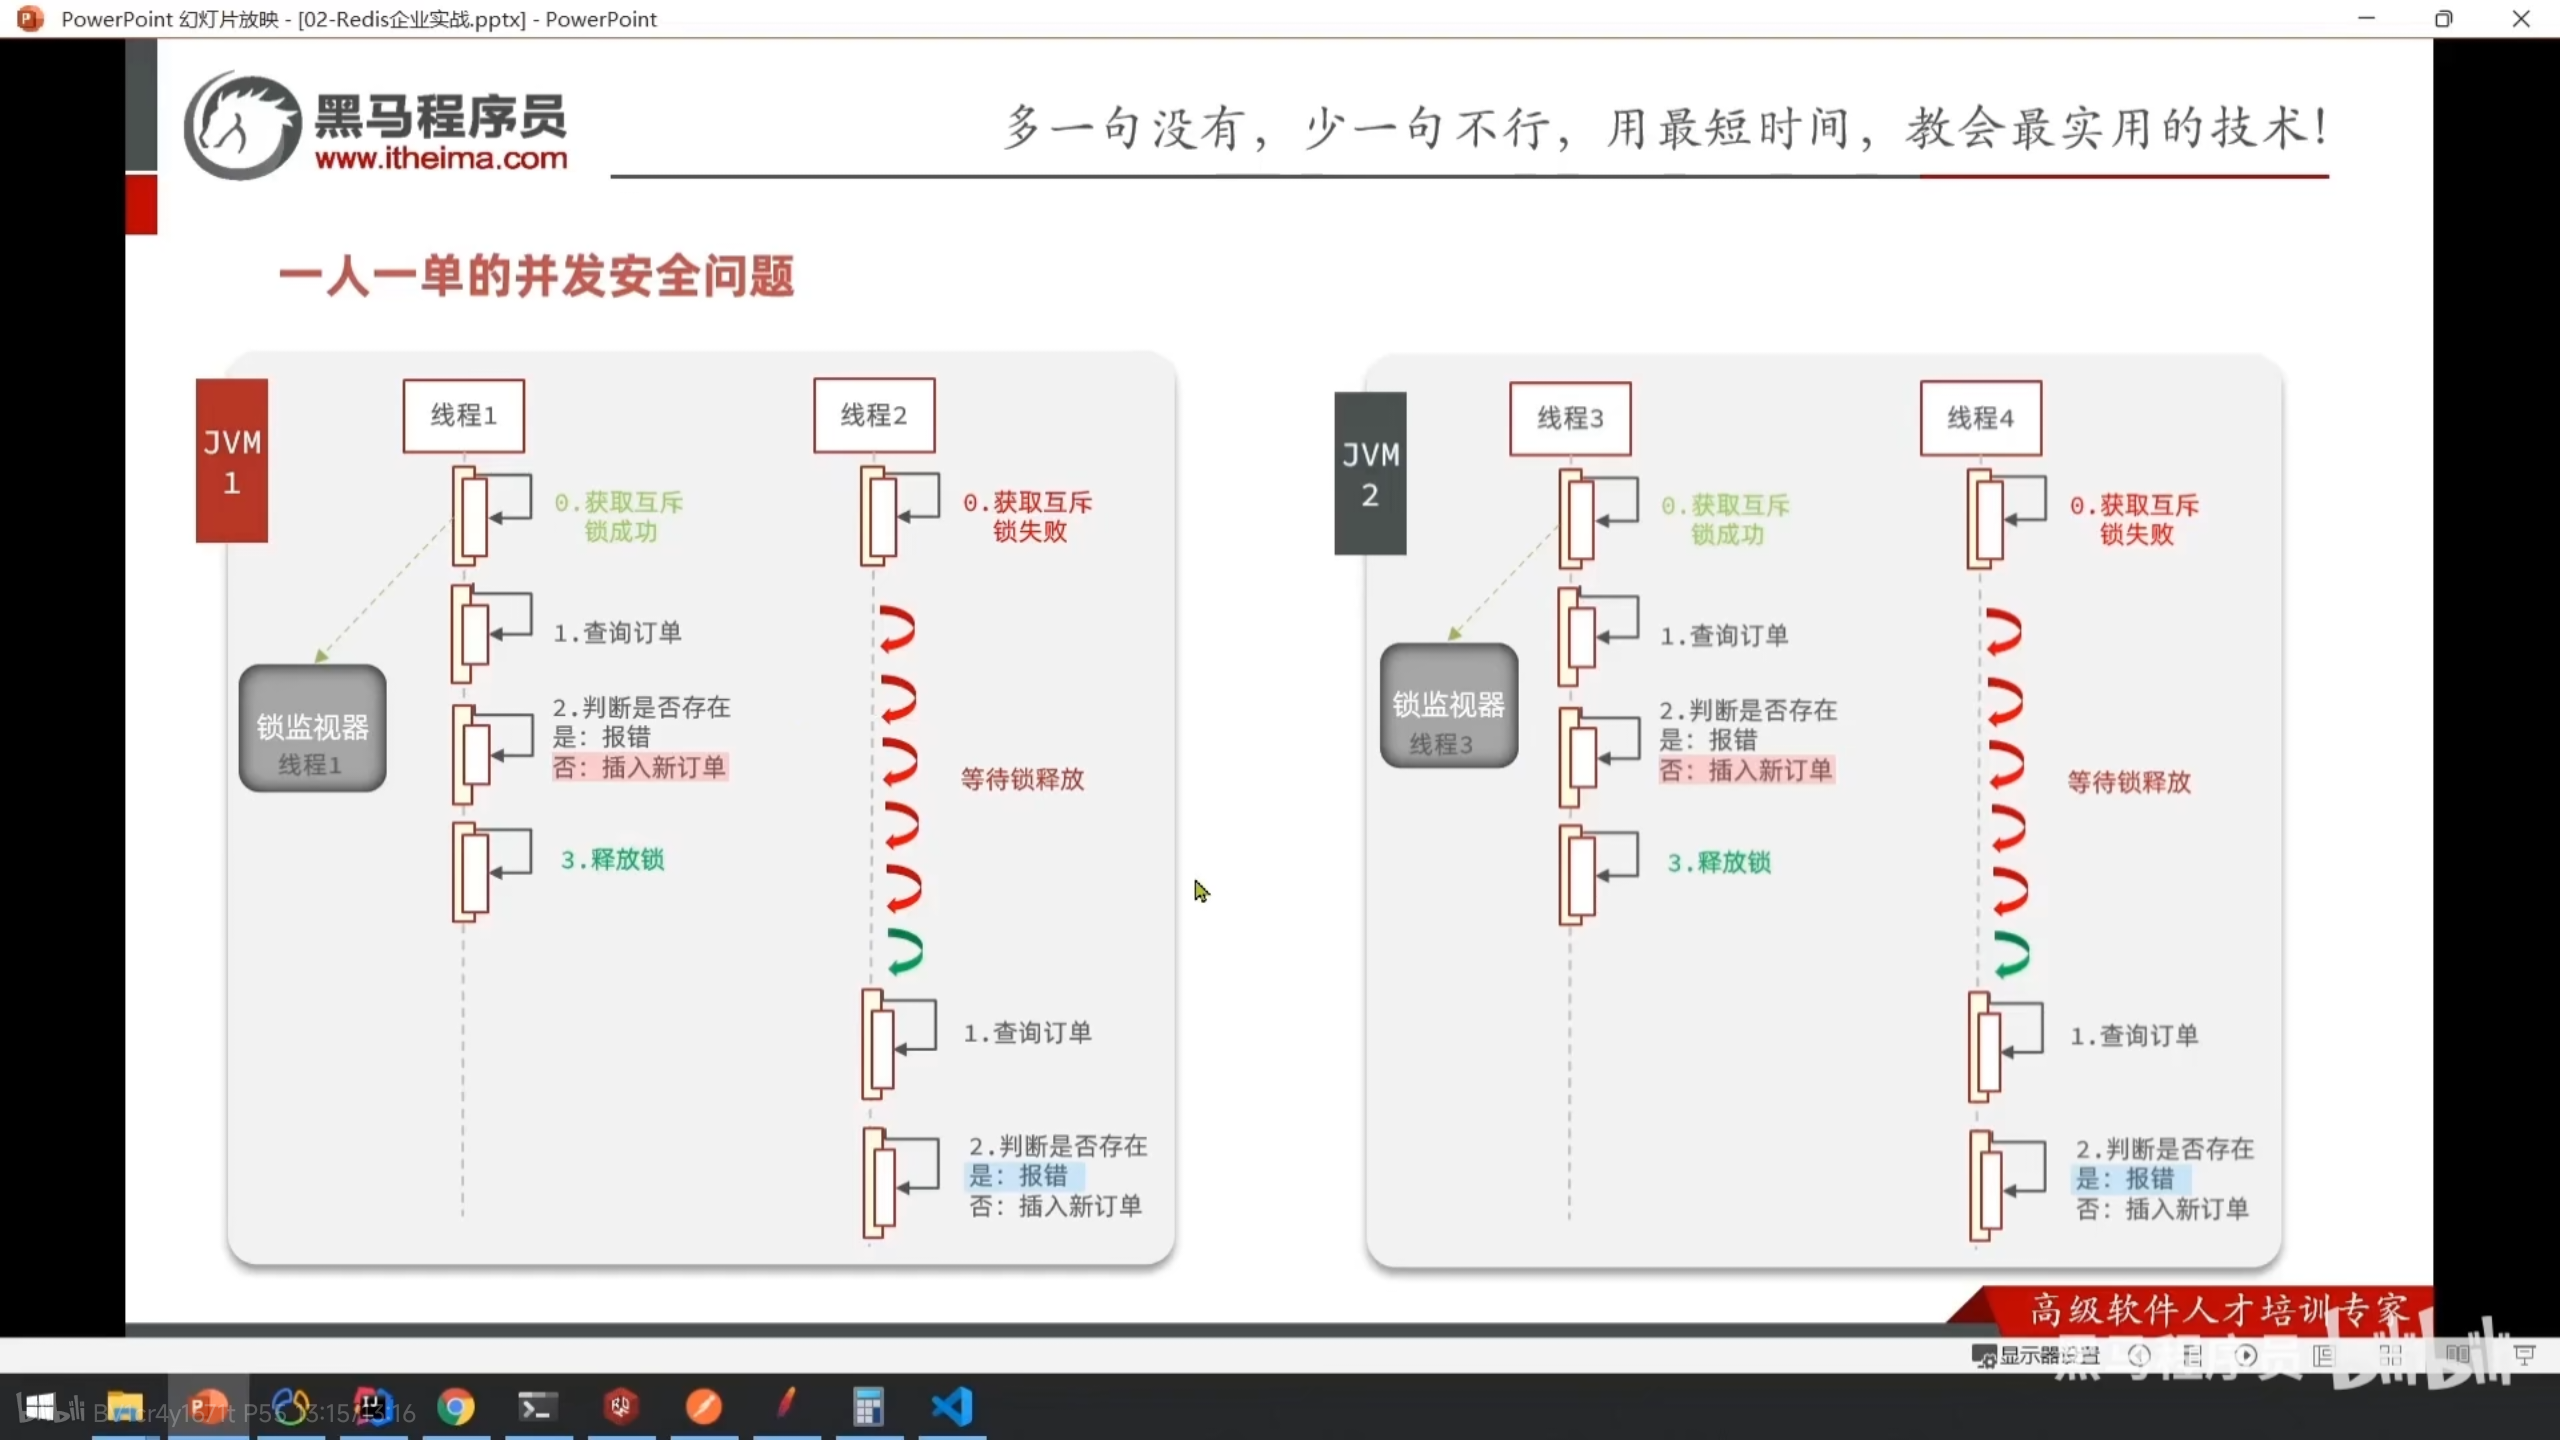 PowerPoint 幻灯片放映 - [02-Redis企业实战.pptx] - PowerPoint
黑马程序员
www.itheima.com
多一句没有，少一句不行，用最短时间，教会最实用的技术！
一人一单的并发安全问题
JVM
1
线程1
线程2
0.获取互斥
锁成功
0.获取互斥
锁失败
1.查询订单
锁监视器
线程1
2.判断是否存在
是：报错
否：插入新订单
等待锁释放
3.释放锁
1.查询订单
2.判断是否存在
是：报错
否：插入新订单
JVM
2
线程3
线程4
0.获取互斥
锁成功
0.获取互斥
锁失败
1.查询订单
锁监视器
线程3
2.判断是否存在
是：报错
否：插入新订单
等待锁释放
3.释放锁
1.查询订单
2.判断是否存在
是：报错
否：插入新订单
高级软件人才培训专家
显示器设置
黑马程序员 bilibili
bilibili